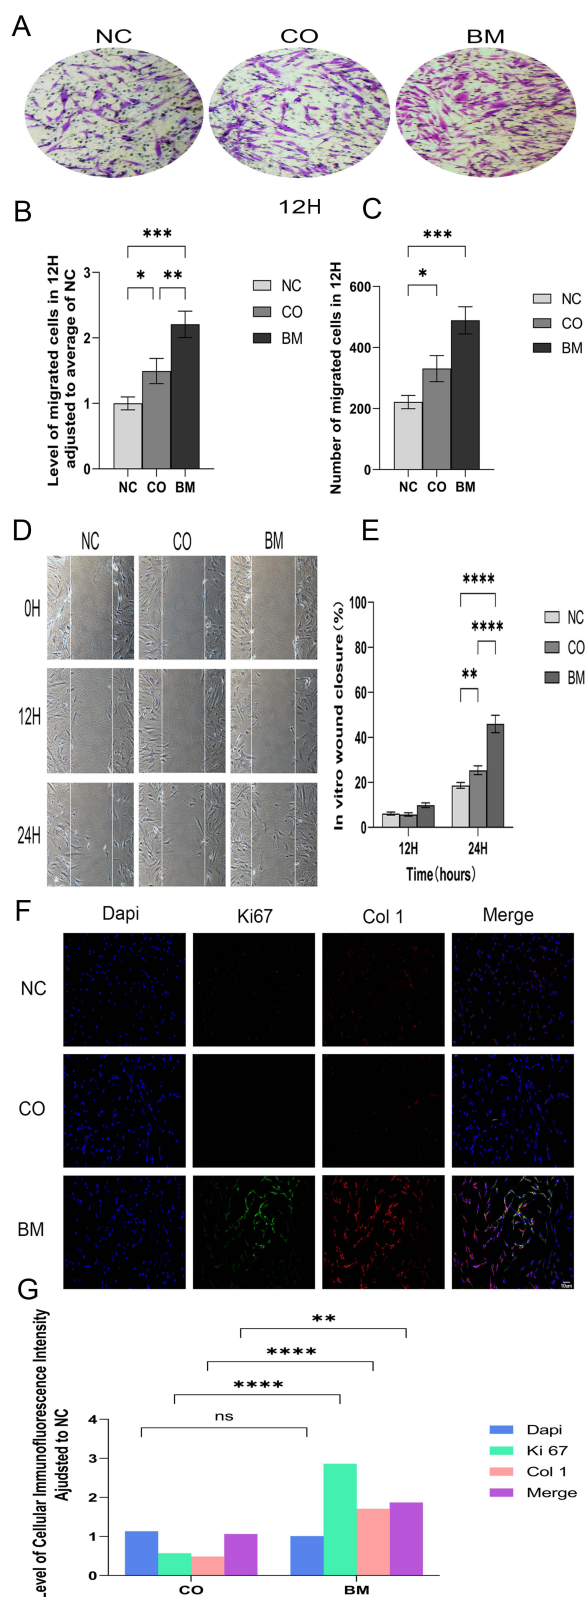 A
NC CO BM
12H
B
***
* **
Level of migrated cells in 12H
adjusted to average of NC
3
2
1
0
NC CO BM
NC
CO
BM
C
***
*
Number of migrated cells in 12H
600
400
200
0
NC CO BM
NC
CO
BM
D
NC CO BM
0H
12H
24H
E
****
****
**
In vitro wound closure (%)
100
80
60
40
20
0
12H 24H
Time(hours)
NC
CO
BM
F
Dapi Ki67 Col 1 Merge
NC
CO
BM
10um
G
**
****
****
ns
Level of Cellular Immunofluorescence Intensity
Ajudsted to NC
4
3
2
1
0
CO BM
Dapi
Ki 67
Col 1
Merge